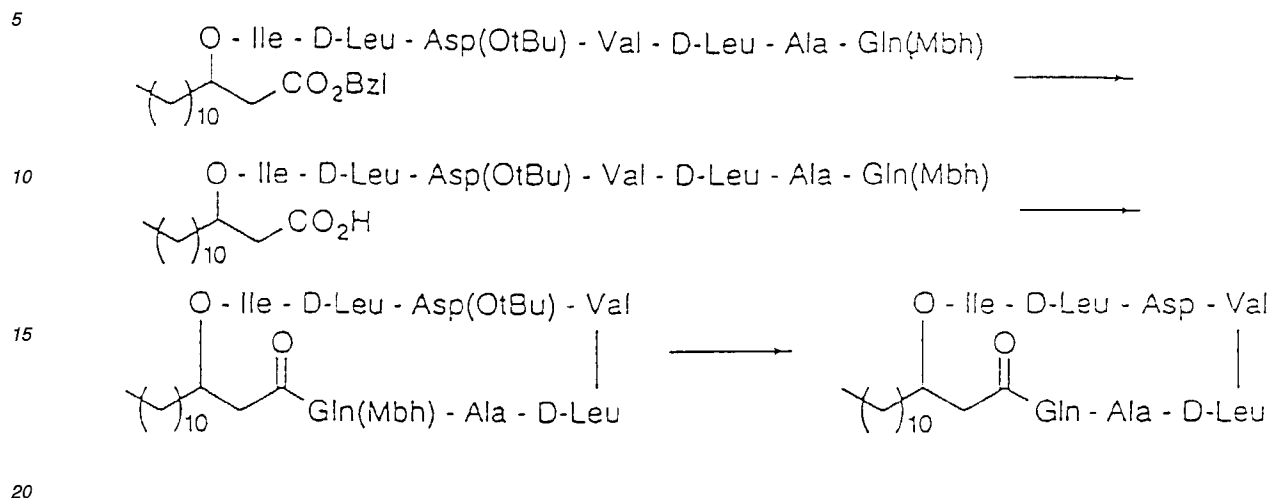 5
O - Ile - D-Leu - Asp(OtBu) - Val - D-Leu - Ala - Gln(Mbh)
CO2Bzl
( )10
10
O - Ile - D-Leu - Asp(OtBu) - Val - D-Leu - Ala - Gln(Mbh)
CO2H
( )10
O - Ile - D-Leu - Asp(OtBu) - Val
O - Ile - D-Leu - Asp - Val
15
O
O
( )10
Gln(Mbh) - Ala - D-Leu
( )10
Gln - Ala - D-Leu
20